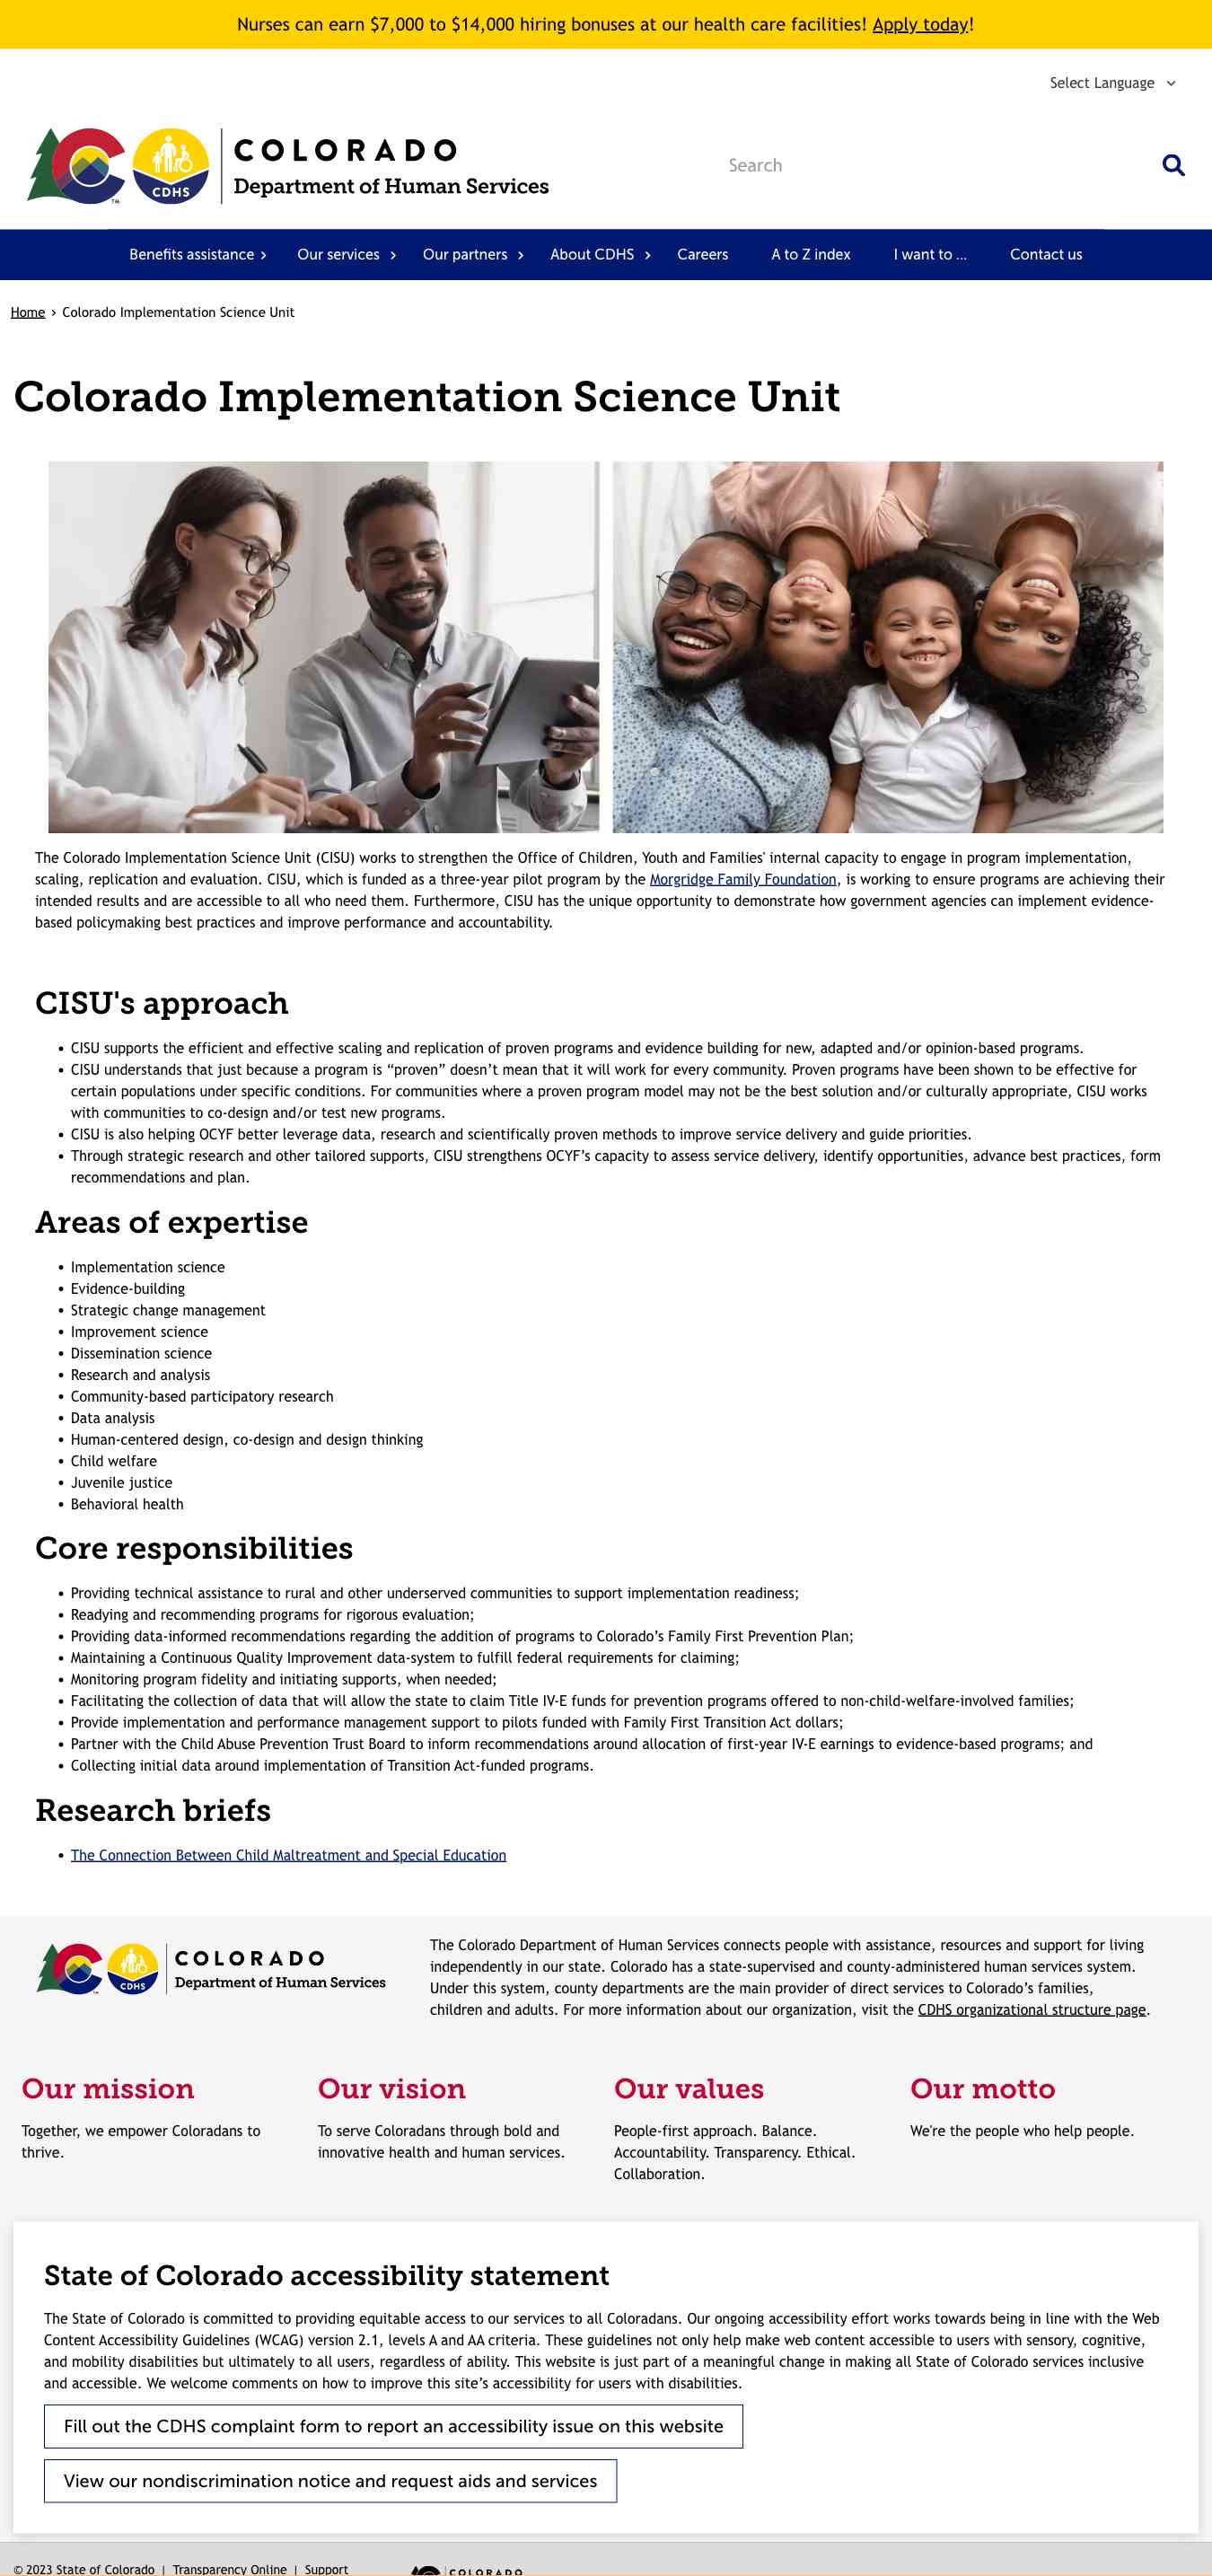 Nurses can earn $7,000 to $14,000 hiring bonuses at our health care facilities! Apply today!
Select Language
CDHS
TM
COLORADO
Department of Human Services
Search
Benefits assistance
Our services
Our partners
About CDHS
Careers
A to Z index
I want to ...
Contact us
Home › Colorado Implementation Science Unit
Colorado Implementation Science Unit
The Colorado Implementation Science Unit (CISU) works to strengthen the Office of Children, Youth and Families' internal capacity to engage in program implementation,
scaling, replication and evaluation. CISU, which is funded as a three-year pilot program by the Morgridge Family Foundation, is working to ensure programs are achieving their
intended results and are accessible to all who need them. Furthermore, CISU has the unique opportunity to demonstrate how government agencies can implement evidence-
based policymaking best practices and improve performance and accountability.
CISU's approach
• CISU supports the efficient and effective scaling and replication of proven programs and evidence building for new, adapted and/or opinion-based programs.
• CISU understands that just because a program is “proven” doesn’t mean that it will work for every community. Proven programs have been shown to be effective for
certain populations under specific conditions. For communities where a proven program model may not be the best solution and/or culturally appropriate, CISU works
with communities to co-design and/or test new programs.
• CISU is also helping OCYF better leverage data, research and scientifically proven methods to improve service delivery and guide priorities.
• Through strategic research and other tailored supports, CISU strengthens OCYF’s capacity to assess service delivery, identify opportunities, advance best practices, form
recommendations and plan.
Areas of expertise
• Implementation science
• Evidence-building
• Strategic change management
• Improvement science
• Dissemination science
• Research and analysis
• Community-based participatory research
• Data analysis
• Human-centered design, co-design and design thinking
• Child welfare
• Juvenile justice
• Behavioral health
Core responsibilities
• Providing technical assistance to rural and other underserved communities to support implementation readiness;
• Readying and recommending programs for rigorous evaluation;
• Providing data-informed recommendations regarding the addition of programs to Colorado’s Family First Prevention Plan;
• Maintaining a Continuous Quality Improvement data-system to fulfill federal requirements for claiming;
• Monitoring program fidelity and initiating supports, when needed;
• Facilitating the collection of data that will allow the state to claim Title IV-E funds for prevention programs offered to non-child-welfare-involved families;
• Provide implementation and performance management support to pilots funded with Family First Transition Act dollars;
• Partner with the Child Abuse Prevention Trust Board to inform recommendations around allocation of first-year IV-E earnings to evidence-based programs; and
• Collecting initial data around implementation of Transition Act-funded programs.
Research briefs
• The Connection Between Child Maltreatment and Special Education
CDHS
TM
COLORADO
Department of Human Services
The Colorado Department of Human Services connects people with assistance, resources and support for living
independently in our state. Colorado has a state-supervised and county-administered human services system.
Under this system, county departments are the main provider of direct services to Colorado’s families,
children and adults. For more information about our organization, visit the CDHS organizational structure page.
Our mission
Together, we empower Coloradans to
thrive.
Our vision
To serve Coloradans through bold and
innovative health and human services.
Our values
People-first approach. Balance.
Accountability. Transparency. Ethical.
Collaboration.
Our motto
We're the people who help people.
State of Colorado accessibility statement
The State of Colorado is committed to providing equitable access to our services to all Coloradans. Our ongoing accessibility effort works towards being in line with the Web
Content Accessibility Guidelines (WCAG) version 2.1, levels A and AA criteria. These guidelines not only help make web content accessible to users with sensory, cognitive,
and mobility disabilities but ultimately to all users, regardless of ability. This website is just part of a meaningful change in making all State of Colorado services inclusive
and accessible. We welcome comments on how to improve this site’s accessibility for users with disabilities.
Fill out the CDHS complaint form to report an accessibility issue on this website
View our nondiscrimination notice and request aids and services
© 2023 State of Colorado | Transparency Online | Support
COLORADO